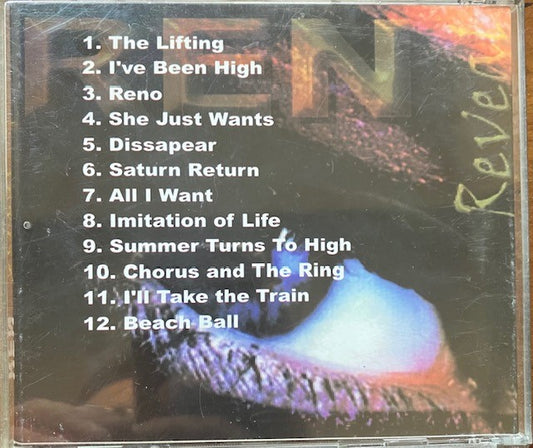 REM
1. The Lifting
2. I've Been High
3. Reno
4. She Just Wants
5. Dissapear
6. Saturn Return
7. All I Want
8. Imitation of Life
9. Summer Turns To High
10. Chorus and The Ring
11. I'll Take the Train
12. Beach Ball